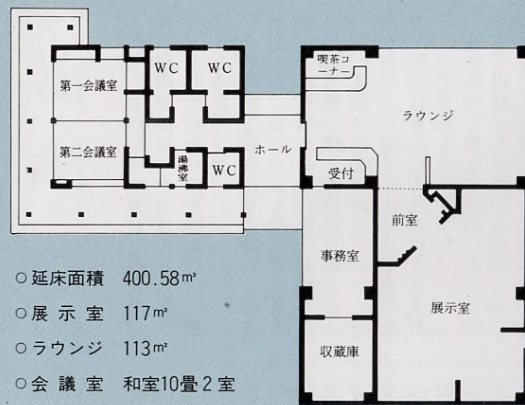 喫茶コ
ーナー
WC
WC
第一会議室
ラウンジ
ホール
第二会議室
湯沸室
WC
受付
前室
事務室
展示室
収蔵庫
○延床面積 400.58㎡
○展示室 117㎡
○ラウンジ 113㎡
○会議室 和室10畳2室